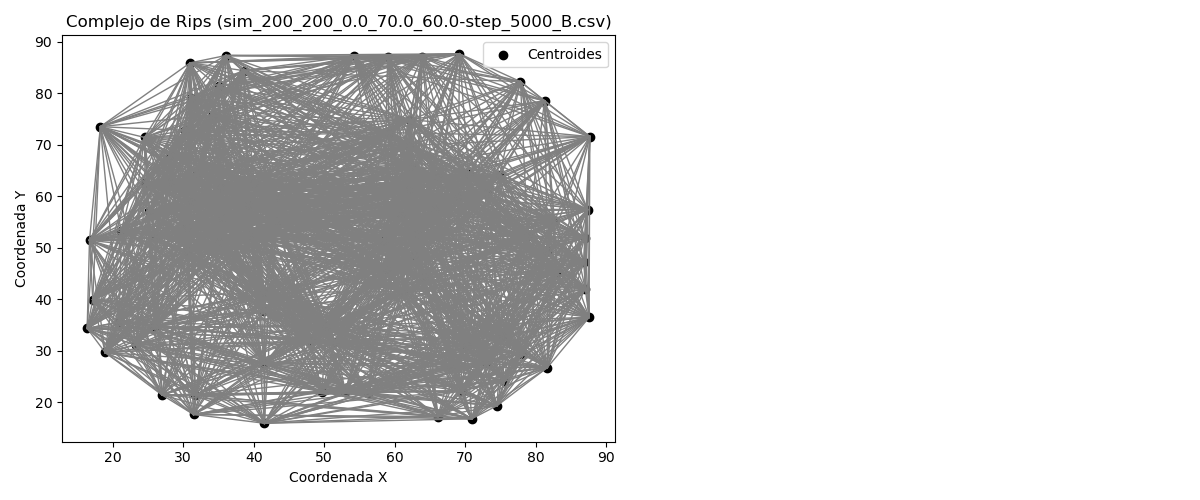 Complejo de Rips (sim_200_200_0.0_70.0_60.0-step_5000_B.csv)
Centroides
90
80
70
60
50
40
30
20
Coordenada Y
20 30 40 50 60 70 80 90
Coordenada X